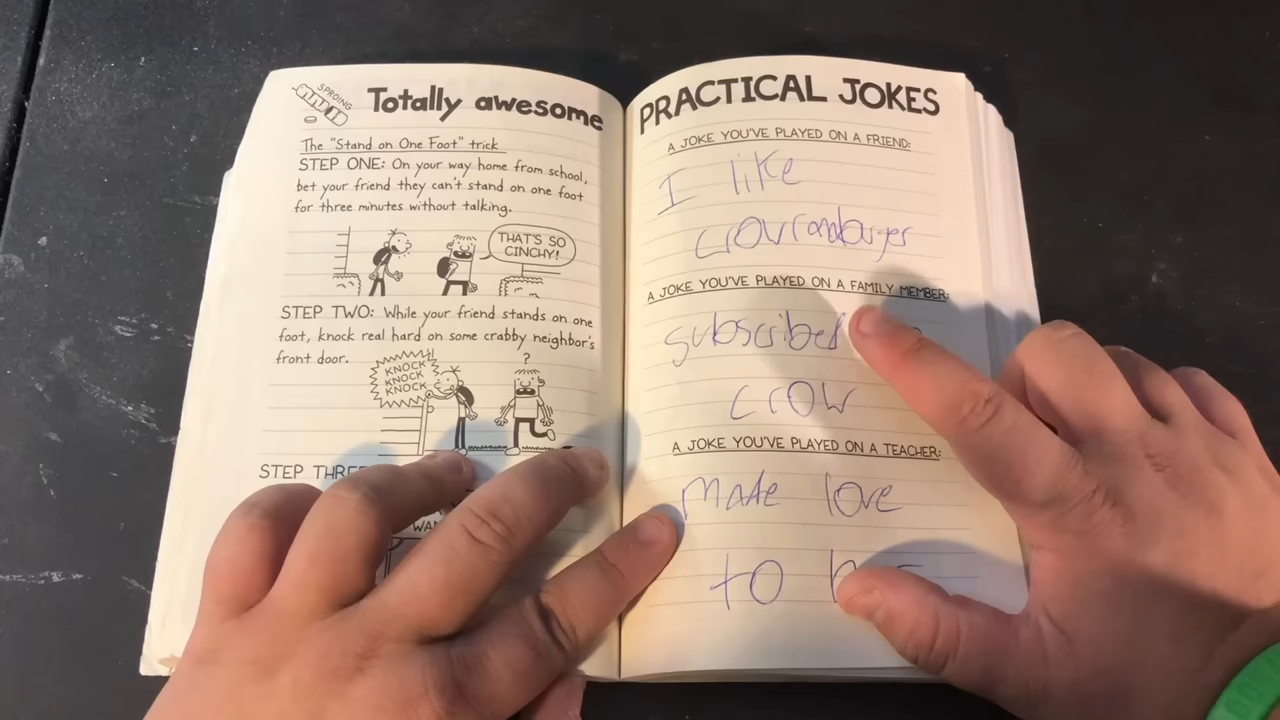 SPROING
Totally awesome
The "Stand on One Foot" trick
STEP ONE: On your way home from school,
bet your friend they can't stand on one foot
for three minutes without talking.
THAT'S SO
CINCHY!
STEP TWO: While your friend stands on one
foot, knock real hard on some crabby neighbor's
front door.
KNOCK
KNOCK
KNOCK
?
STEP THREE
PRACTICAL JOKES
A JOKE YOU'VE PLAYED ON A FRIEND:
I like
A JOKE YOU'VE PLAYED ON A FAMILY MEMBER:
subscribed
crow
A JOKE YOU'VE PLAYED ON A TEACHER:
made love
to